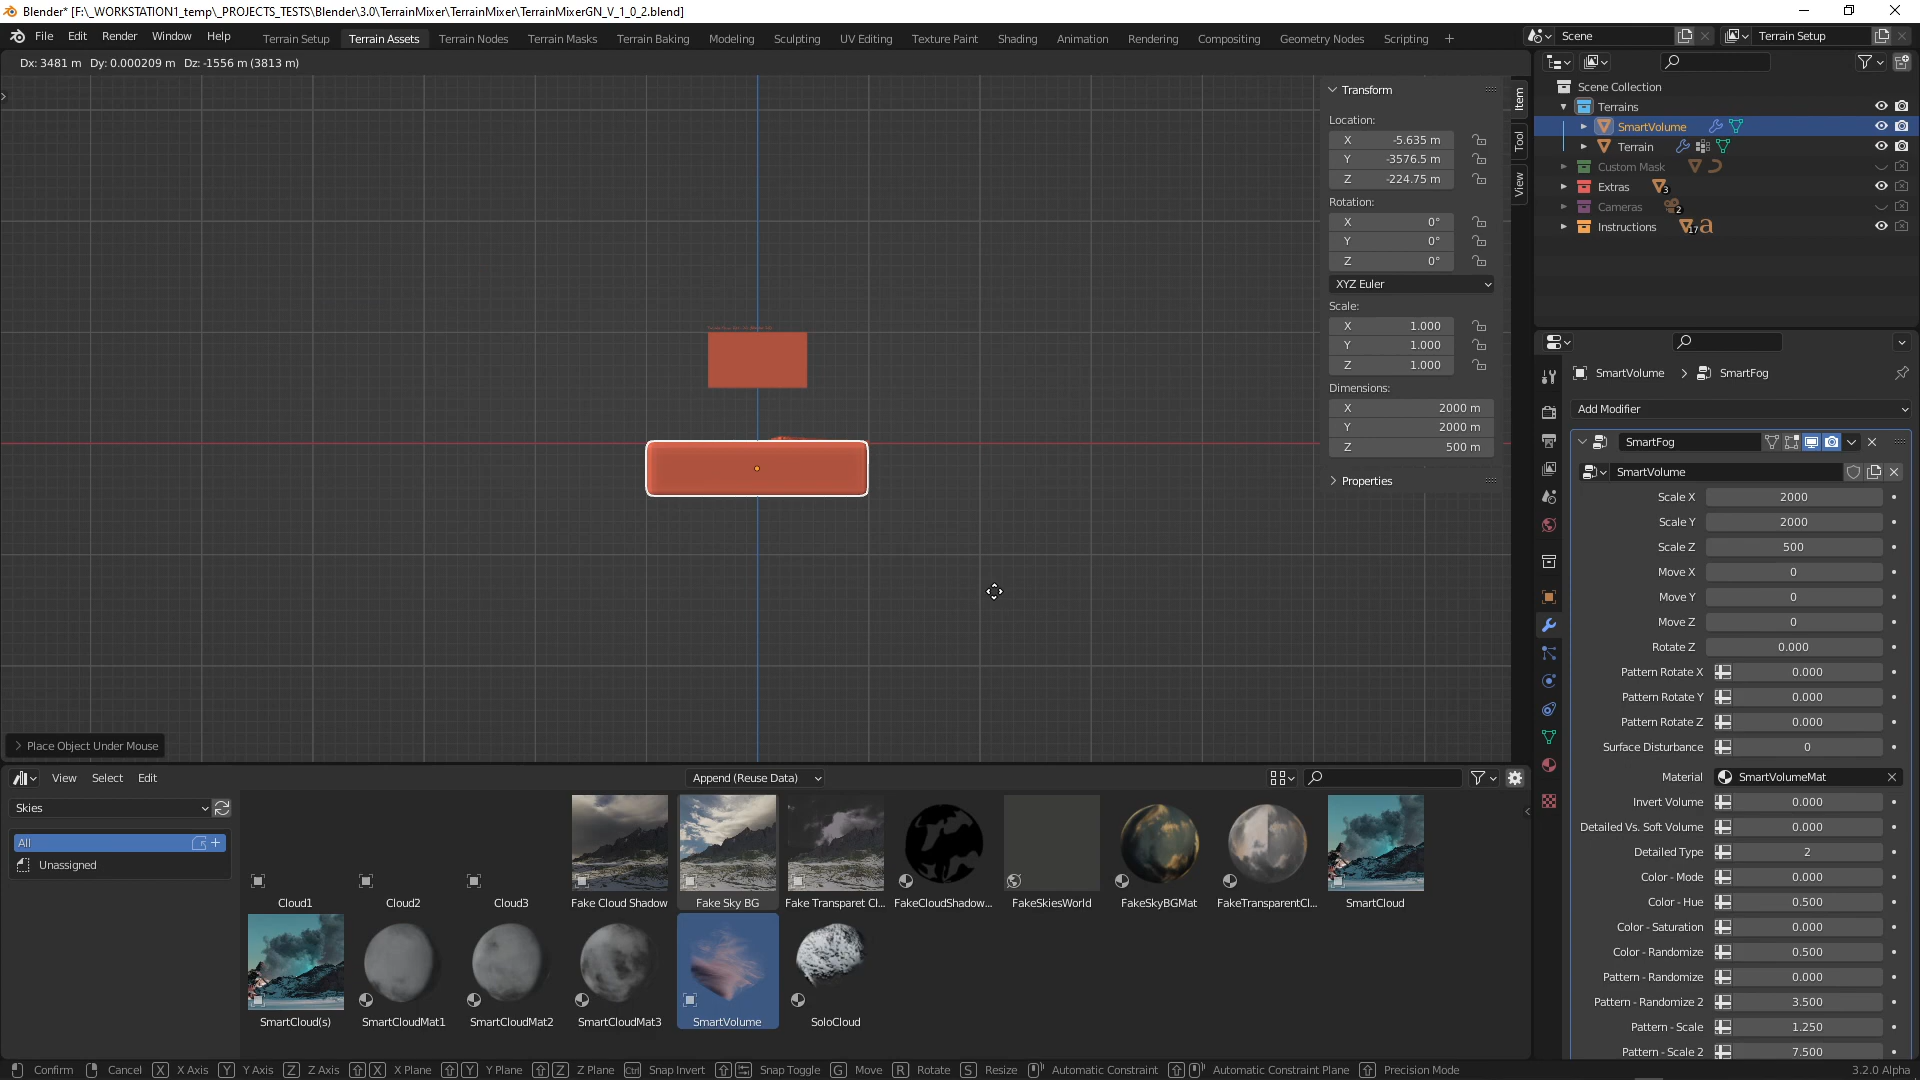 Blender* [F:\_WORKSTATION1_temp\_PROJECTS_TESTS\Blender\3.0\TerrainMixer\TerrainMixer\TerrainMixerGN_V_1_0_2.blend]
File Edit Render Window Help Terrain Setup Terrain Assets Terrain Nodes Terrain Masks Terrain Baking Modeling Sculpting UV Editing Texture Paint Shading Animation Rendering Compositing Geometry Nodes Scripting + Scene Terrain Setup
Dx: 3481 m Dy: 0.000209 m Dz: -1556 m (3813 m)
Transform
Location:
X -5.635 m
Y -3576.5 m
Z -224.75 m
Rotation:
X 0°
Y 0°
Z 0°
XYZ Euler
Scale:
X 1.000
Y 1.000
Z 1.000
Dimensions:
X 2000 m
Y 2000 m
Z 500 m
Properties
Item
Tool
View
Scene Collection
Terrains
SmartVolume
Terrain
Custom Mask
Extras 3
Cameras 2
Instructions 17
SmartVolume > SmartFog
Add Modifier
SmartFog
SmartVolume
Scale X 2000
Scale Y 2000
Scale Z 500
Move X 0
Move Y 0
Move Z 0
Rotate Z 0.000
Pattern Rotate X 0.000
Pattern Rotate Y 0.000
Pattern Rotate Z 0.000
Surface Disturbance 0
Material SmartVolumeMat
Invert Volume 0.000
Detailed Vs. Soft Volume 0.000
Detailed Type 2
Color - Mode 0.000
Color - Hue 0.500
Color - Saturation 0.000
Color - Randomize 0.500
Pattern - Randomize 0.000
Pattern - Randomize 2 3.500
Pattern - Scale 1.250
Pattern - Scale 2 7.500
Place Object Under Mouse
View Select Edit Append (Reuse Data)
Skies
All
Unassigned
Cloud1 Cloud2 Cloud3 Fake Cloud Shadow Fake Sky BG Fake Transparet Cl... FakeCloudShadow... FakeSkiesWorld FakeSkyBGMat FakeTransparentCl... SmartCloud
SmartCloud(s) SmartCloudMat1 SmartCloudMat2 SmartCloudMat3 SmartVolume SoloCloud
Confirm Cancel X X Axis Y Y Axis Z Z Axis X X Plane Y Y Plane Z Z Plane Ctrl Snap Invert Snap Toggle G Move R Rotate S Resize Automatic Constraint Automatic Constraint Plane Precision Mode 3.2.0 Alpha